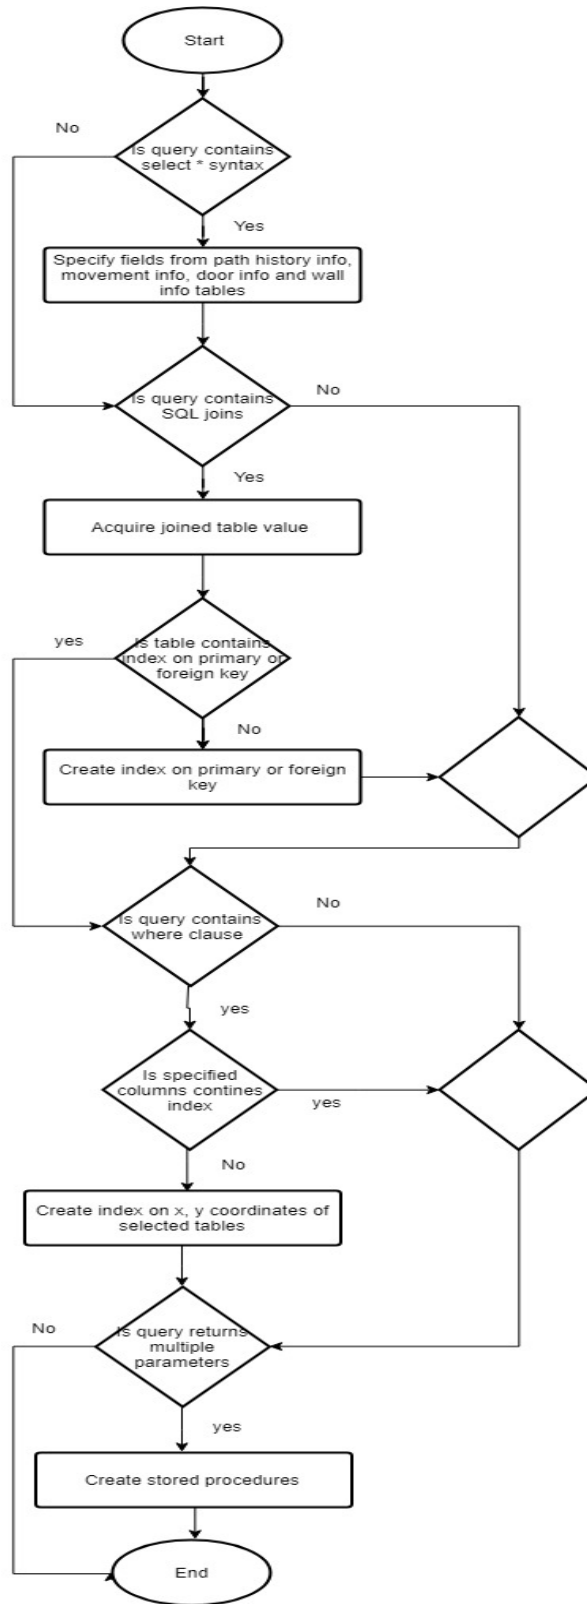 Start
No
Is query contains
select * syntax
Yes
Specify fields from path history info,
movement info, door info and wall
info tables
Is query contains
SQL joins
No
Yes
Acquire joined table value
yes
Is table contains
index on primary or
foreign key
No
Create index on primary or foreign
key
Is query contains
where clause
No
yes
Is specified
columns contines
index
yes
No
Create index on x, y coordinates of
selected tables
No
Is query returns
multiple
parameters
yes
Create stored procedures
End